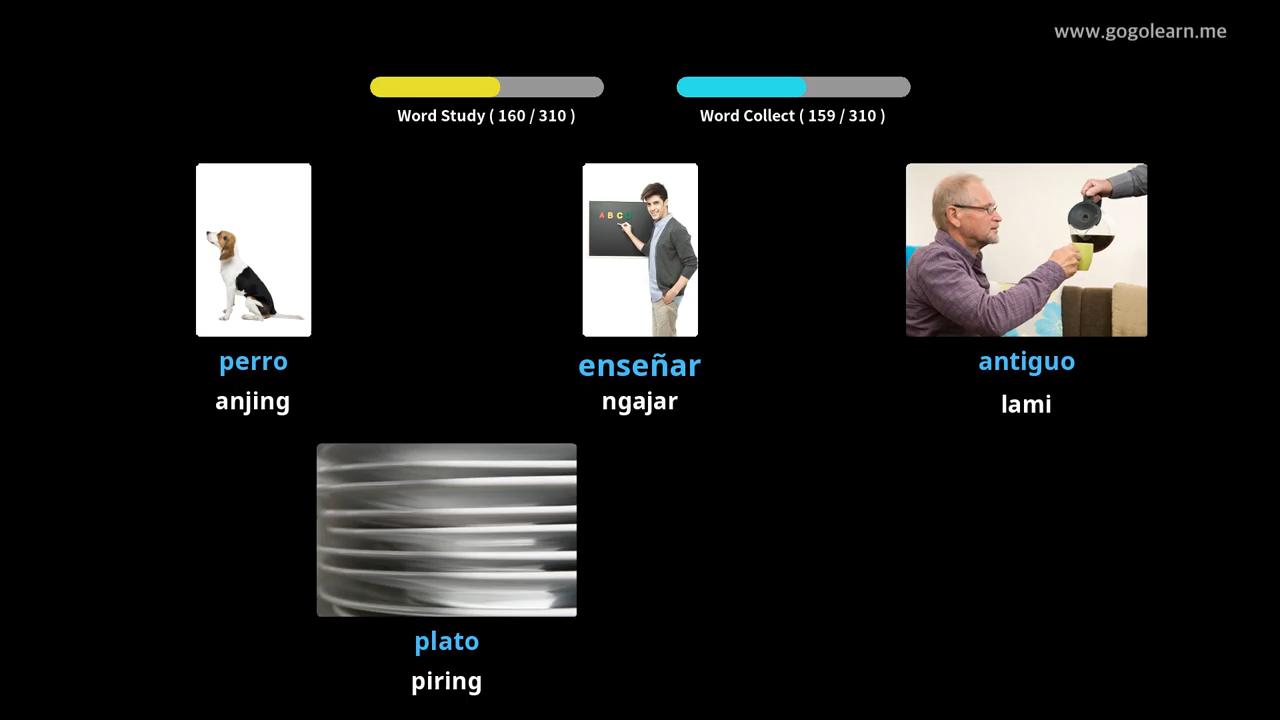 www.gogolearn.me
Word Study ( 160 / 310 )
Word Collect ( 159 / 310 )
A B C
perro
anjing
enseñar
ngajar
antiguo
lami
plato
piring